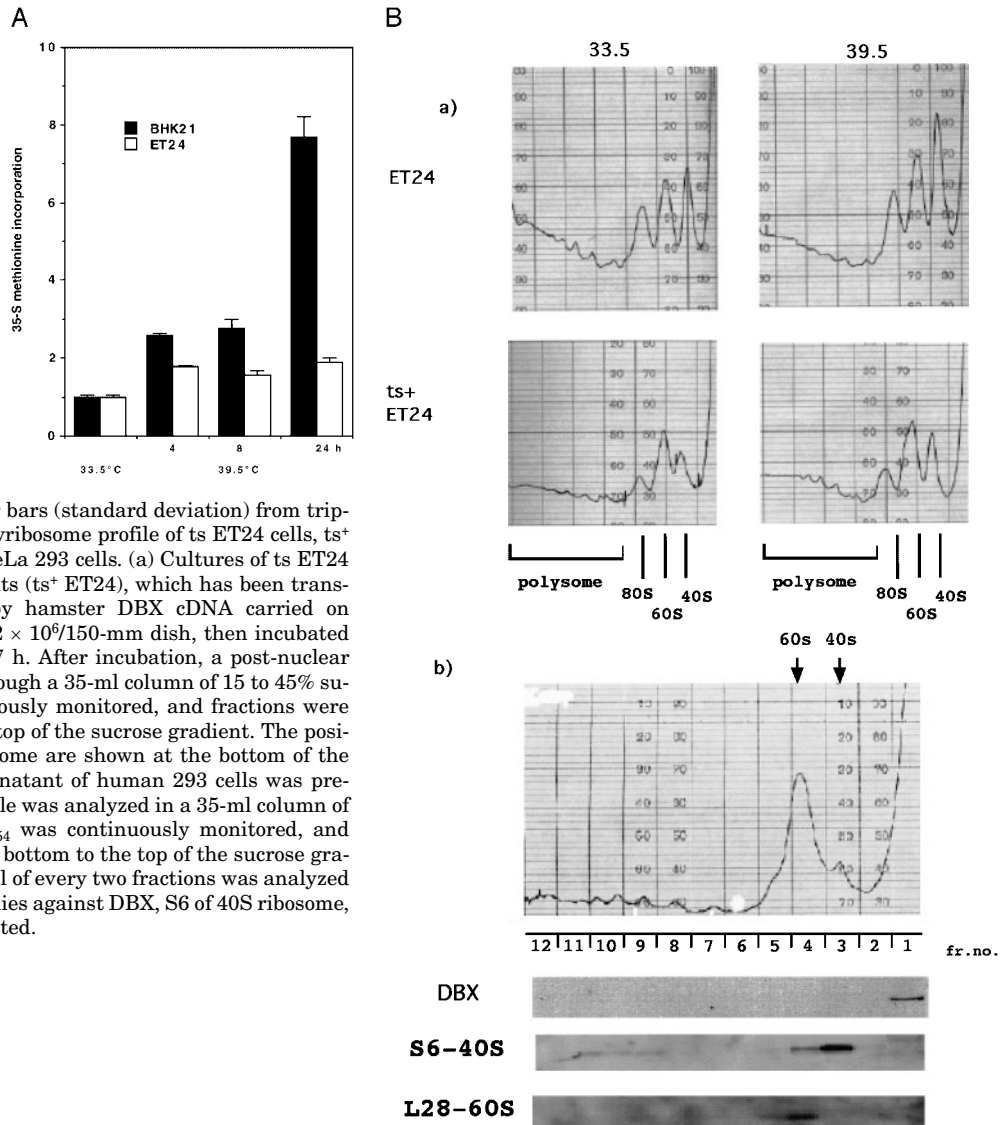 A
10
8
6
4
2
0
35-S methionine incorporation
BHK21
ET24
4
8
24 h
33.5°C
39.5°C
r bars (standard deviation) from trip-
yribosome profile of ts ET24 cells, ts+
eLa 293 cells. (a) Cultures of ts ET24
nts (ts+ ET24), which has been trans-
by hamster DBX cDNA carried on
2 × 10⁶/150-mm dish, then incubated
7 h. After incubation, a post-nuclear
ough a 35-ml column of 15 to 45% su-
ously monitored, and fractions were
top of the sucrose gradient. The posi-
ome are shown at the bottom of the
natant of human 293 cells was pre-
le was analyzed in a 35-ml column of
54 was continuously monitored, and
bottom to the top of the sucrose gra-
l of every two fractions was analyzed
lies against DBX, S6 of 40S ribosome,
ted.
B
33.5
39.5
a)
ET24
ts+
ET24
polysome
80S
60S
40S
polysome
80S
60S
40S
b)
60s
40s
12 11 10 9 8 7 6 5 4 3 2 1
fr.no.
DBX
S6-40S
L28-60S